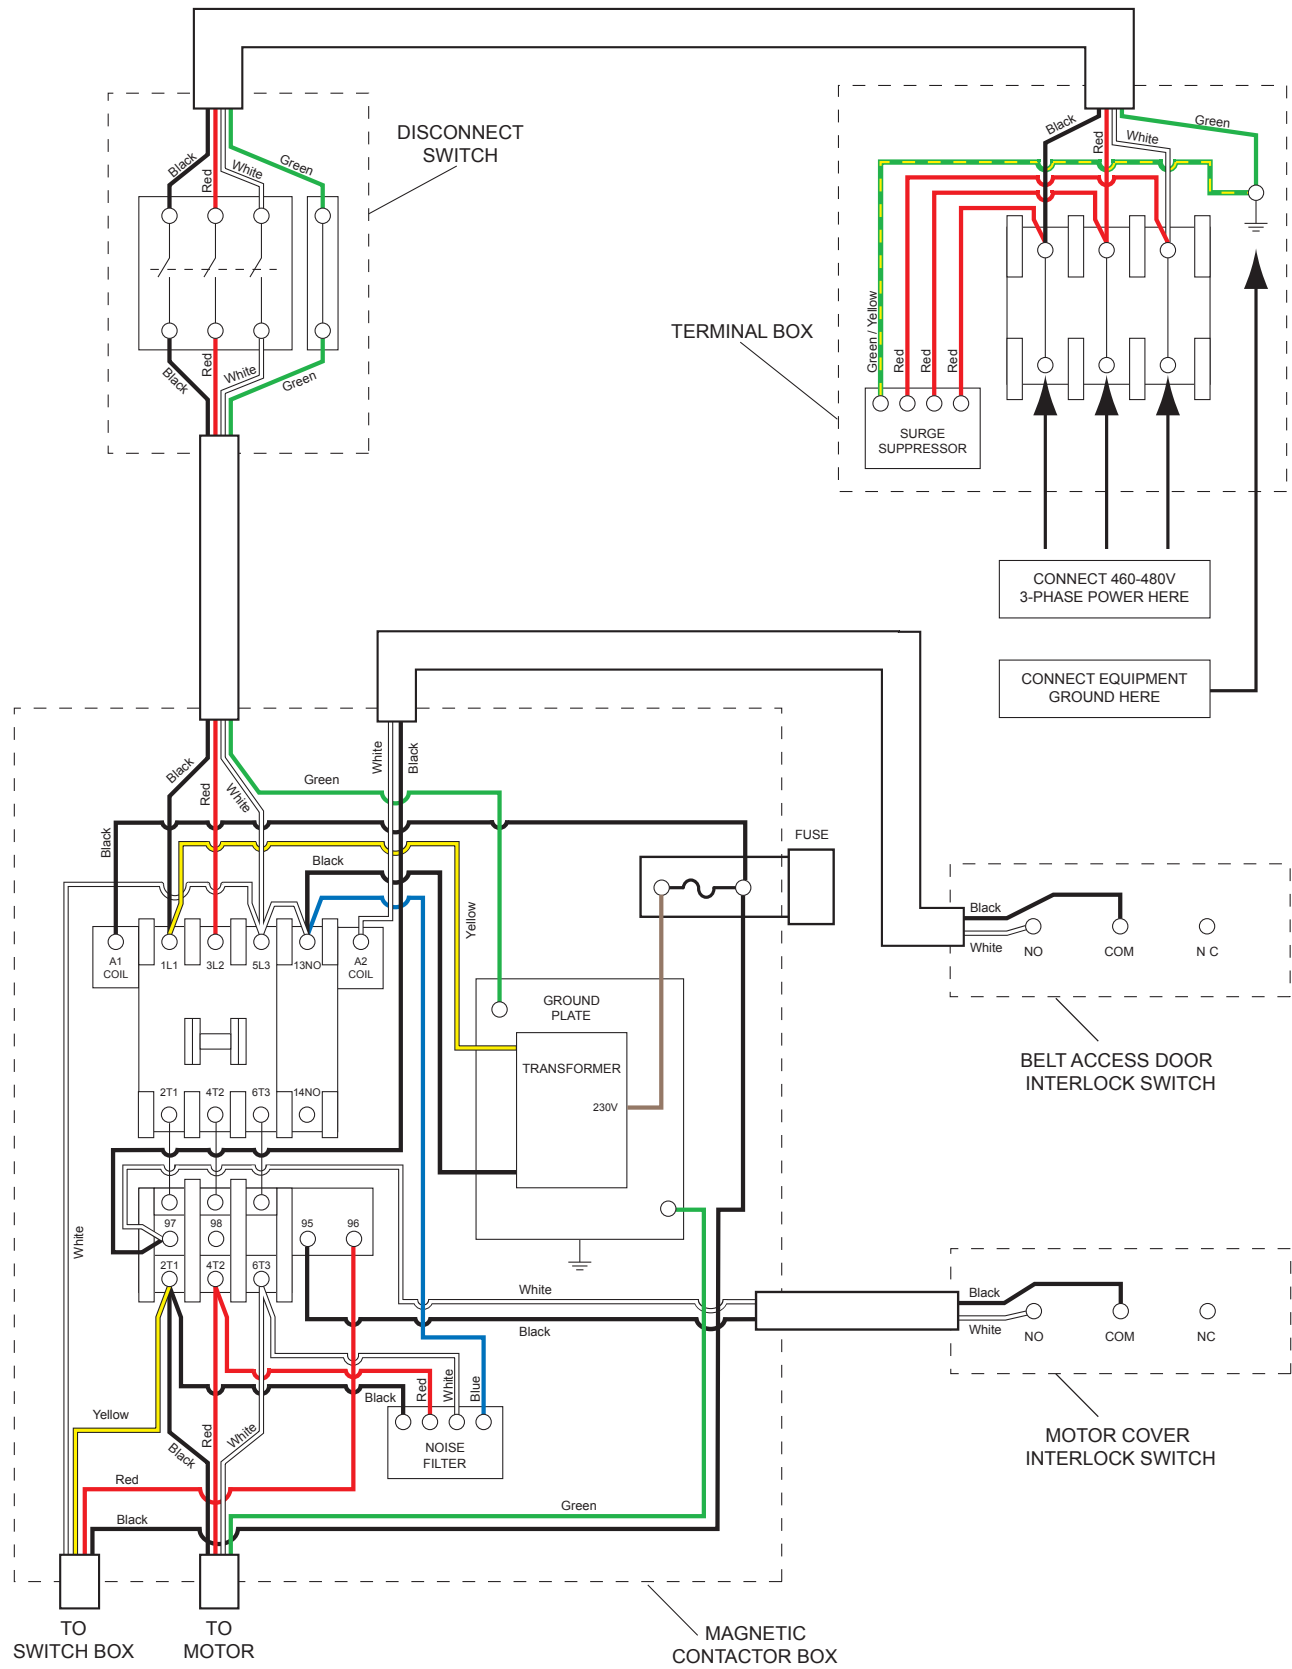 Black
Red
White
Green
DISCONNECT
SWITCH
Black
Red
White
Green
Black
Red
White
Green
Green / Yellow
Red
Red
Red
TERMINAL BOX
SURGE
SUPPRESSOR
CONNECT 460-480V
3-PHASE POWER HERE
CONNECT EQUIPMENT
GROUND HERE
Black
Red
White
Green
White
Black
Black
Black
Yellow
FUSE
A1
COIL
1L1
3L2
5L3
13NO
A2
COIL
GROUND
PLATE
TRANSFORMER
230V
2T1
4T2
6T3
14NO
Black
White
NO
COM
N C
BELT ACCESS DOOR
INTERLOCK SWITCH
White
97
98
95
96
2T1
4T2
6T3
White
Black
Black
White
NO
COM
NC
MOTOR COVER
INTERLOCK SWITCH
Black
Red
White
Blue
NOISE
FILTER
Yellow
Black
Red
White
Red
Black
Green
TO
SWITCH BOX
TO
MOTOR
MAGNETIC
CONTACTOR BOX